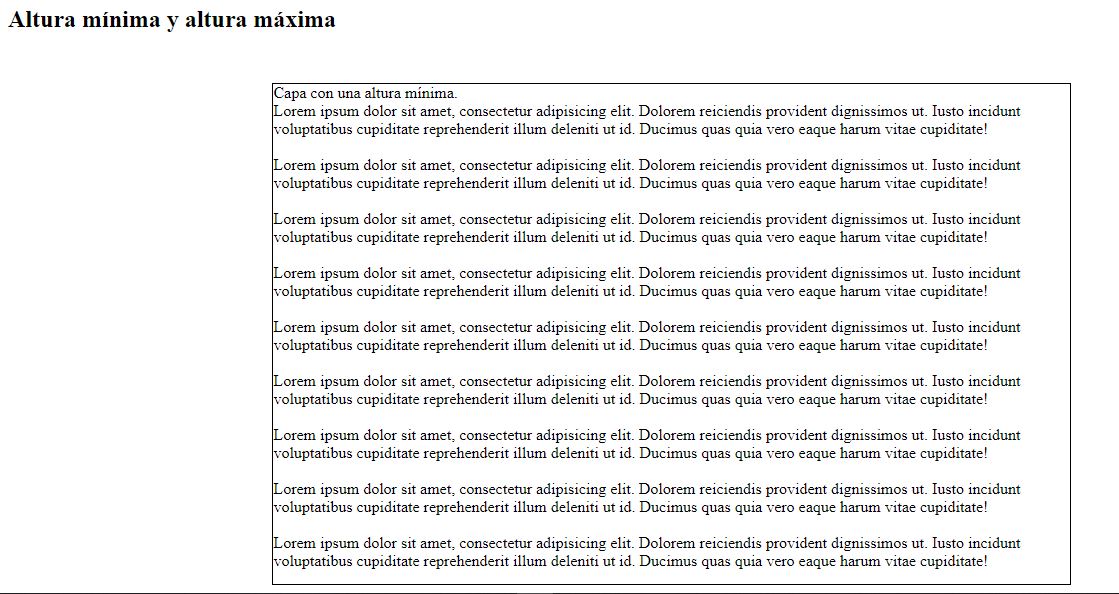 Altura mínima y altura máxima
Capa con una altura mínima.
Lorem ipsum dolor sit amet, consectetur adipisicing elit. Dolorem reiciendis provident dignissimos ut. Iusto incidunt
voluptatibus cupiditate reprehenderit illum deleniti ut id. Ducimus quas quia vero eaque harum vitae cupiditate!
Lorem ipsum dolor sit amet, consectetur adipisicing elit. Dolorem reiciendis provident dignissimos ut. Iusto incidunt
voluptatibus cupiditate reprehenderit illum deleniti ut id. Ducimus quas quia vero eaque harum vitae cupiditate!
Lorem ipsum dolor sit amet, consectetur adipisicing elit. Dolorem reiciendis provident dignissimos ut. Iusto incidunt
voluptatibus cupiditate reprehenderit illum deleniti ut id. Ducimus quas quia vero eaque harum vitae cupiditate!
Lorem ipsum dolor sit amet, consectetur adipisicing elit. Dolorem reiciendis provident dignissimos ut. Iusto incidunt
voluptatibus cupiditate reprehenderit illum deleniti ut id. Ducimus quas quia vero eaque harum vitae cupiditate!
Lorem ipsum dolor sit amet, consectetur adipisicing elit. Dolorem reiciendis provident dignissimos ut. Iusto incidunt
voluptatibus cupiditate reprehenderit illum deleniti ut id. Ducimus quas quia vero eaque harum vitae cupiditate!
Lorem ipsum dolor sit amet, consectetur adipisicing elit. Dolorem reiciendis provident dignissimos ut. Iusto incidunt
voluptatibus cupiditate reprehenderit illum deleniti ut id. Ducimus quas quia vero eaque harum vitae cupiditate!
Lorem ipsum dolor sit amet, consectetur adipisicing elit. Dolorem reiciendis provident dignissimos ut. Iusto incidunt
voluptatibus cupiditate reprehenderit illum deleniti ut id. Ducimus quas quia vero eaque harum vitae cupiditate!
Lorem ipsum dolor sit amet, consectetur adipisicing elit. Dolorem reiciendis provident dignissimos ut. Iusto incidunt
voluptatibus cupiditate reprehenderit illum deleniti ut id. Ducimus quas quia vero eaque harum vitae cupiditate!
Lorem ipsum dolor sit amet, consectetur adipisicing elit. Dolorem reiciendis provident dignissimos ut. Iusto incidunt
voluptatibus cupiditate reprehenderit illum deleniti ut id. Ducimus quas quia vero eaque harum vitae cupiditate!